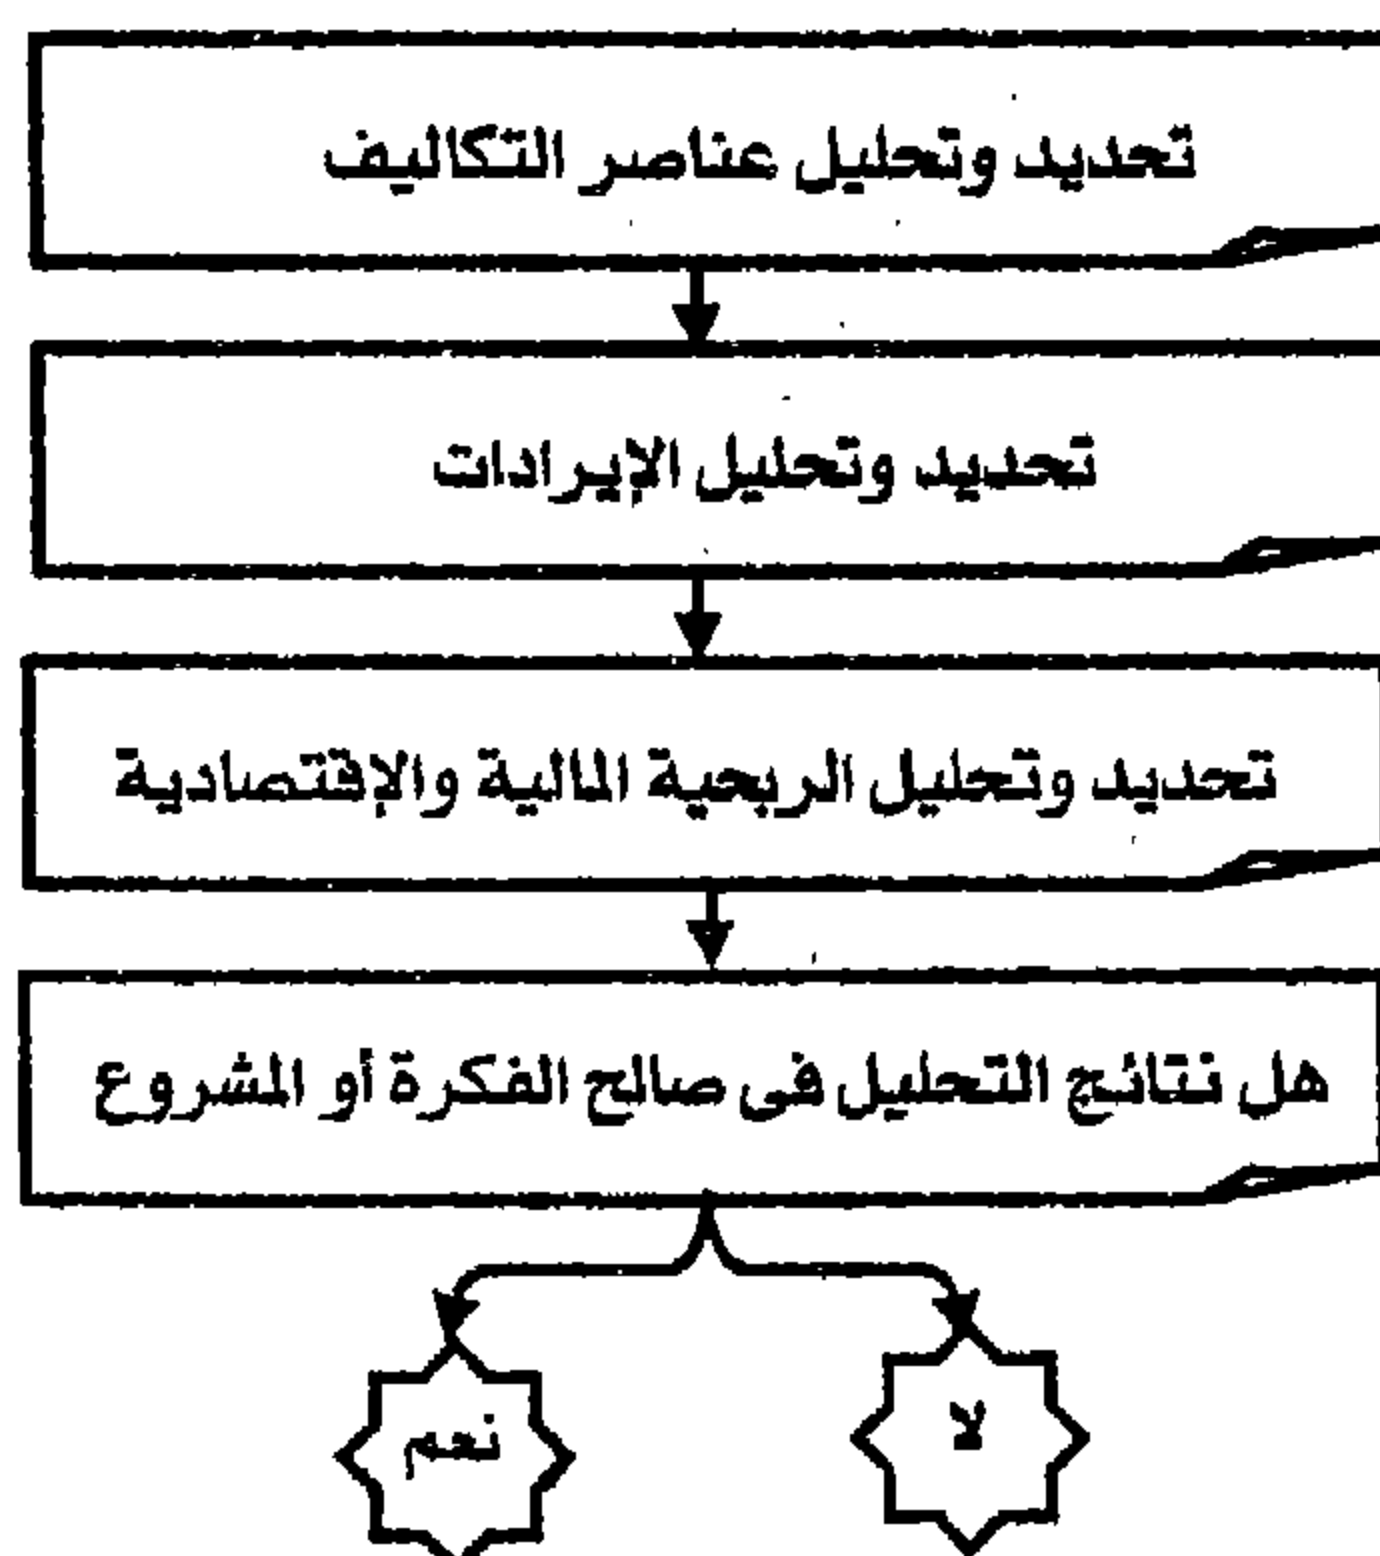 تحديد وتحليل عناصر التكاليف
تحديد وتحليل الإيرادات
تحديد وتحليل الربحية المالية والإقتصادية
هل نتائج التحليل فى صالح الفكرة أو المشروع
لا
نعم